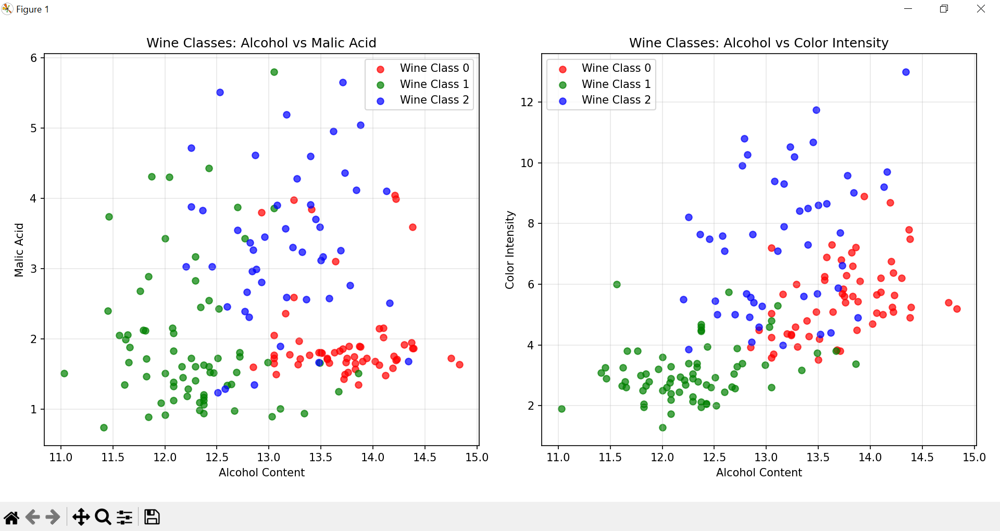 Figure 1
Wine Classes: Alcohol vs Malic Acid
6
5
4
3
2
1
Malic Acid
Wine Class 0
Wine Class 1
Wine Class 2
11.0 11.5 12.0 12.5 13.0 13.5 14.0 14.5 15.0
Alcohol Content
Wine Classes: Alcohol vs Color Intensity
12
10
8
6
4
2
Color Intensity
Wine Class 0
Wine Class 1
Wine Class 2
11.0 11.5 12.0 12.5 13.0 13.5 14.0 14.5 15.0
Alcohol Content